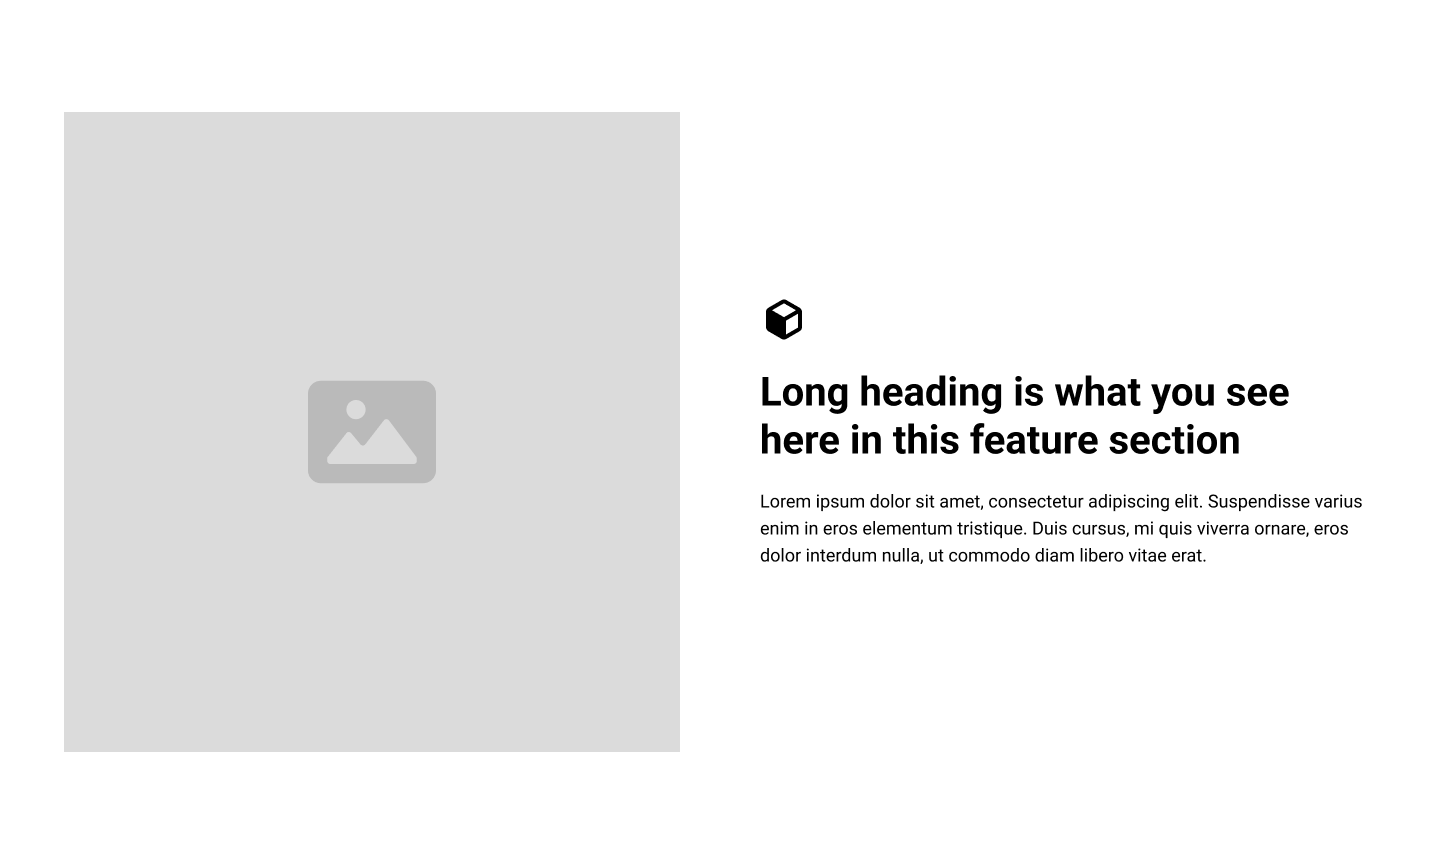 Long heading is what you see
here in this feature section
Lorem ipsum dolor sit amet, consectetur adipiscing elit. Suspendisse varius
enim in eros elementum tristique. Duis cursus, mi quis viverra ornare, eros
dolor interdum nulla, ut commodo diam libero vitae erat.